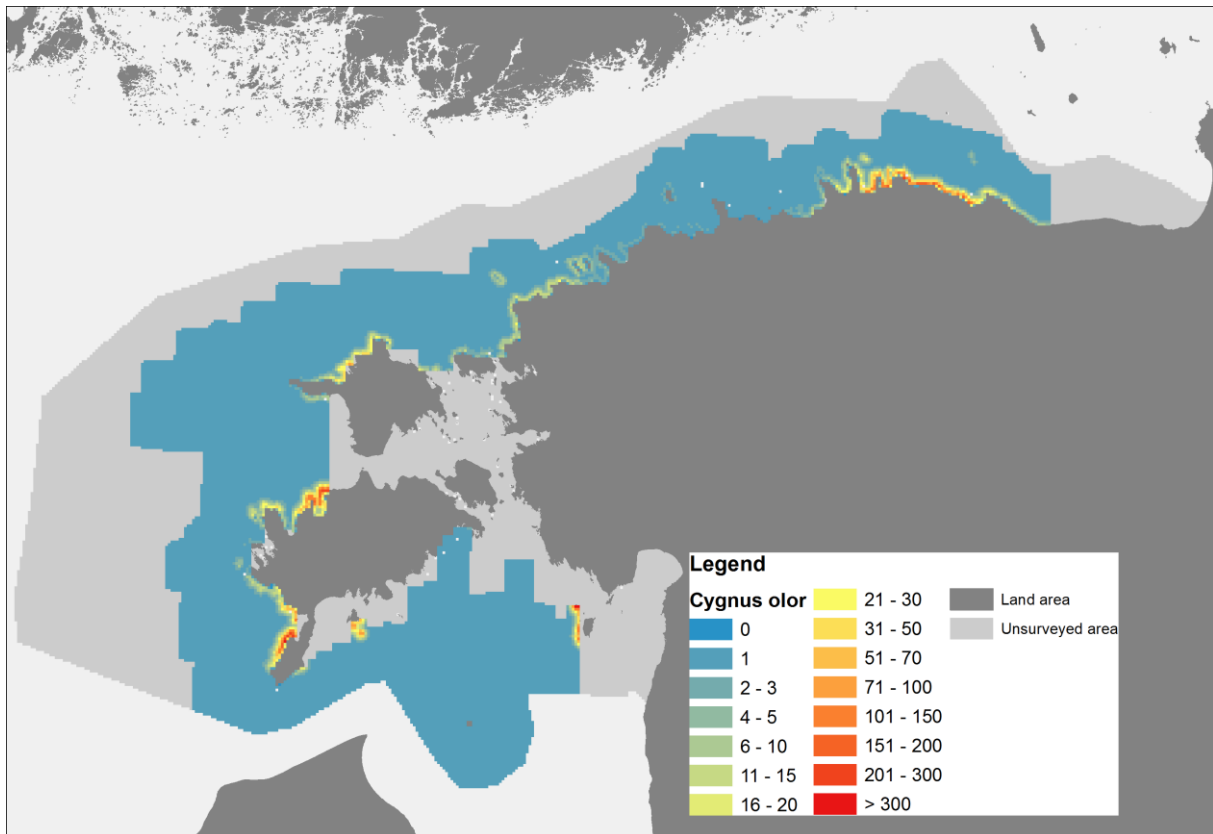 Legend
Cygnus olor
0
1
2 - 3
4 - 5
6 - 10
11 - 15
16 - 20
21 - 30
31 - 50
51 - 70
71 - 100
101 - 150
151 - 200
201 - 300
> 300
Land area
Unsurveyed area